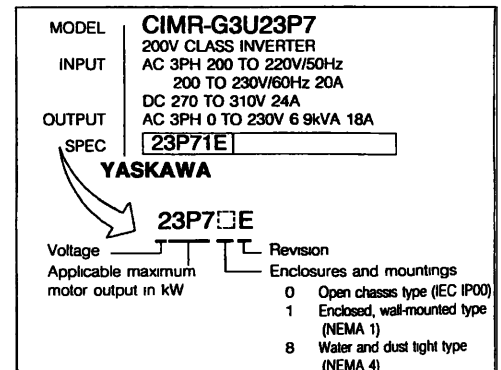 MODEL CIMR-G3U23P7
200V CLASS INVERTER
INPUT AC 3PH 200 TO 220V/50Hz
200 TO 230V/60Hz 20A
DC 270 TO 310V 24A
OUTPUT AC 3PH 0 TO 230V 6 9kVA 18A
SPEC 23P71E
YASKAWA
23P7□E
Voltage Revision
Applicable maximum Enclosures and mountings
motor output in kW
0 Open chassis type (IEC IP00)
1 Enclosed, wall-mounted type
(NEMA 1)
8 Water and dust tight type
(NEMA 4)